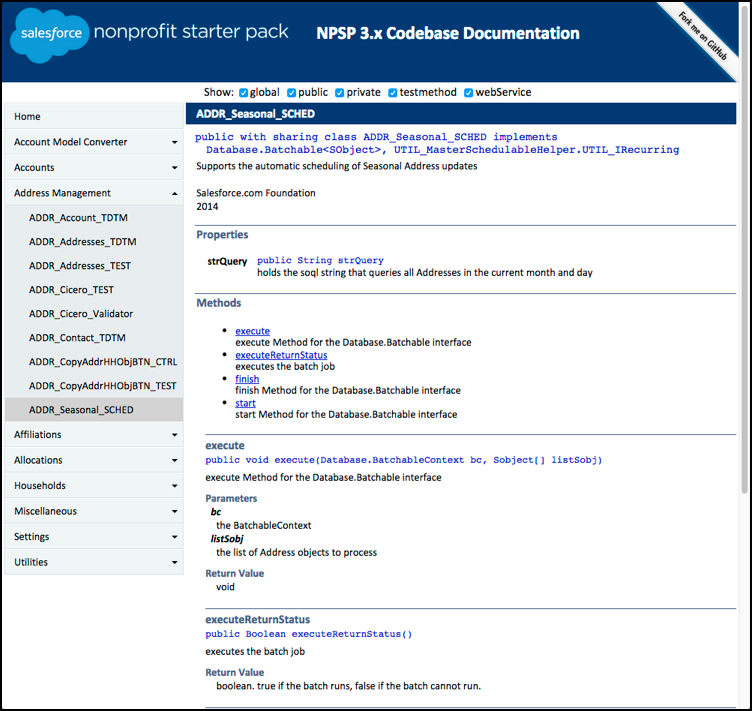 salesforce nonprofit starter pack NPSP 3.x Codebase Documentation
Fork me on GitHub
Show: global public private testmethod webService
Home
Account Model Converter
Accounts
Address Management
ADDR_Account_TDTM
ADDR_Addresses_TDTM
ADDR_Addresses_TEST
ADDR_Cicero_TEST
ADDR_Cicero_Validator
ADDR_Contact_TDTM
ADDR_CopyAddrHHObjBTN_CTRL
ADDR_CopyAddrHHObjBTN_TEST
ADDR_Seasonal_SCHED
Affiliations
Allocations
Households
Miscellaneous
Settings
Utilities
ADDR_Seasonal_SCHED
public with sharing class ADDR_Seasonal_SCHED implements
Database.Batchable<SObject>, UTIL_MasterSchedulableHelper.UTIL_IRecurring
Supports the automatic scheduling of Seasonal Address updates
Salesforce.com Foundation
2014
Properties
strQuery public String strQuery
holds the soql string that queries all Addresses in the current month and day
Methods
• execute
execute Method for the Database.Batchable interface
• executeReturnStatus
executes the batch job
• finish
finish Method for the Database.Batchable interface
• start
start Method for the Database.Batchable interface
execute
public void execute(Database.BatchableContext bc, Sobject[] listSobj)
execute Method for the Database.Batchable interface
Parameters
bc
the BatchableContext
listSobj
the list of Address objects to process
Return Value
void
executeReturnStatus
public Boolean executeReturnStatus()
executes the batch job
Return Value
boolean. true if the batch runs, false if the batch cannot run.